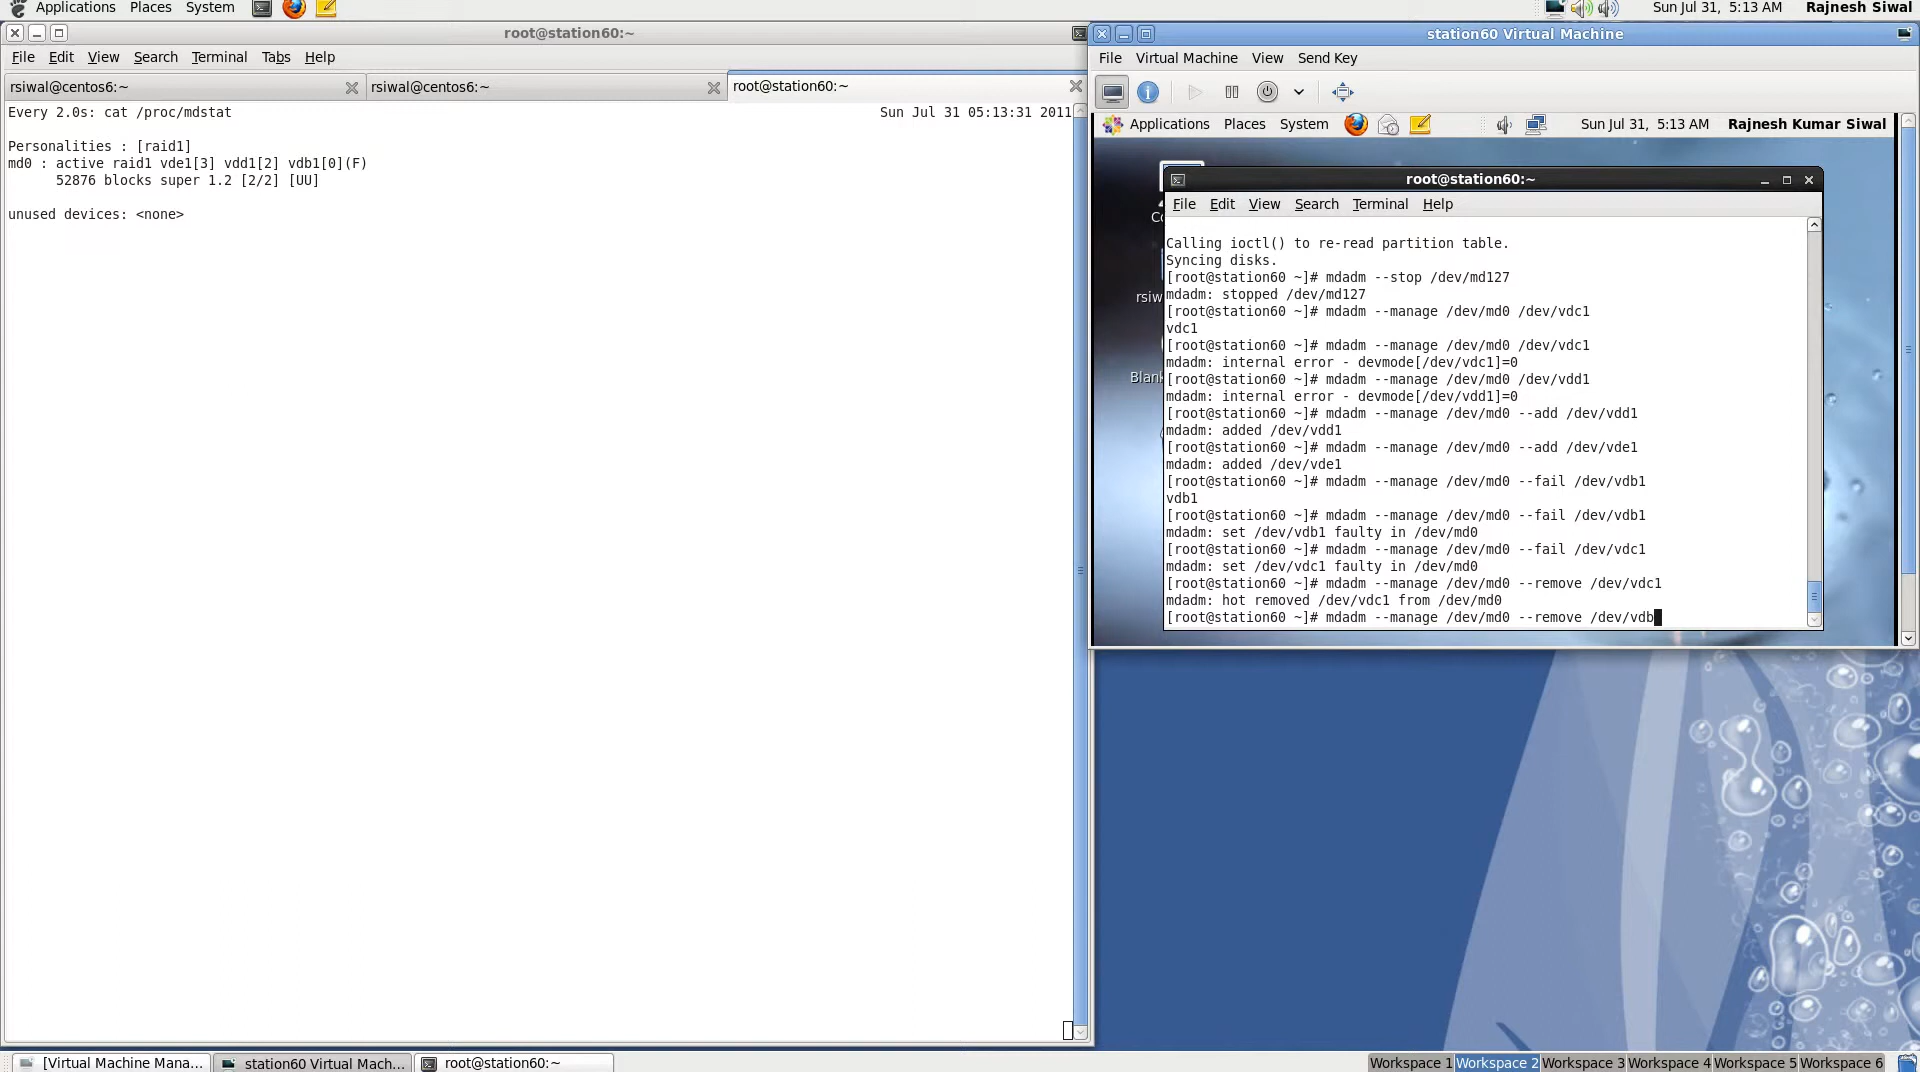 Applications Places System
Sun Jul 31, 5:13 AM Rajnesh Siwal
root@station60:~
File Edit View Search Terminal Tabs Help
rsiwal@centos6:~
rsiwal@centos6:~
root@station60:~
Every 2.0s: cat /proc/mdstat
Sun Jul 31 05:13:31 2011
Personalities : [raid1]
md0 : active raid1 vde1[3] vdd1[2] vdb1[0](F)
52876 blocks super 1.2 [2/2] [UU]
unused devices: <none>
station60 Virtual Machine
File Virtual Machine View Send Key
Applications Places System
Sun Jul 31, 5:13 AM Rajnesh Kumar Siwal
Blank
root@station60:~
File Edit View Search Terminal Help
Calling ioctl() to re-read partition table.
Syncing disks.
[root@station60 ~]# mdadm --stop /dev/md127
mdadm: stopped /dev/md127
[root@station60 ~]# mdadm --manage /dev/md0 /dev/vdc1
vdc1
[root@station60 ~]# mdadm --manage /dev/md0 /dev/vdc1
mdadm: internal error - devmode[/dev/vdc1]=0
[root@station60 ~]# mdadm --manage /dev/md0 /dev/vdd1
mdadm: internal error - devmode[/dev/vdd1]=0
[root@station60 ~]# mdadm --manage /dev/md0 --add /dev/vdd1
mdadm: added /dev/vdd1
[root@station60 ~]# mdadm --manage /dev/md0 --add /dev/vde1
mdadm: added /dev/vde1
[root@station60 ~]# mdadm --manage /dev/md0 --fail /dev/vdb1
vdb1
[root@station60 ~]# mdadm --manage /dev/md0 --fail /dev/vdb1
mdadm: set /dev/vdb1 faulty in /dev/md0
[root@station60 ~]# mdadm --manage /dev/md0 --fail /dev/vdc1
mdadm: set /dev/vdc1 faulty in /dev/md0
[root@station60 ~]# mdadm --manage /dev/md0 --remove /dev/vdc1
mdadm: hot removed /dev/vdc1 from /dev/md0
[root@station60 ~]# mdadm --manage /dev/md0 --remove /dev/vdb
[Virtual Machine Mana...
station60 Virtual Mach...
root@station60:~
Workspace 1 Workspace 2 Workspace 3 Workspace 4 Workspace 5 Workspace 6